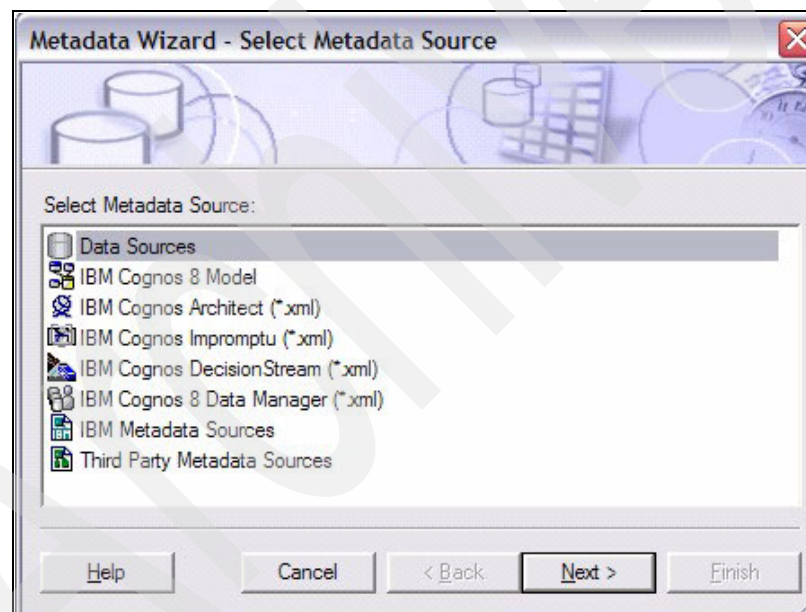 Metadata Wizard - Select Metadata Source
Select Metadata Source:
Data Sources
IBM Cognos 8 Model
IBM Cognos Architect (*.xml)
IBM Cognos Impromptu (*.xml)
IBM Cognos DecisionStream (*.xml)
IBM Cognos 8 Data Manager (*.xml)
IBM Metadata Sources
Third Party Metadata Sources
Help Cancel < Back Next > Finish